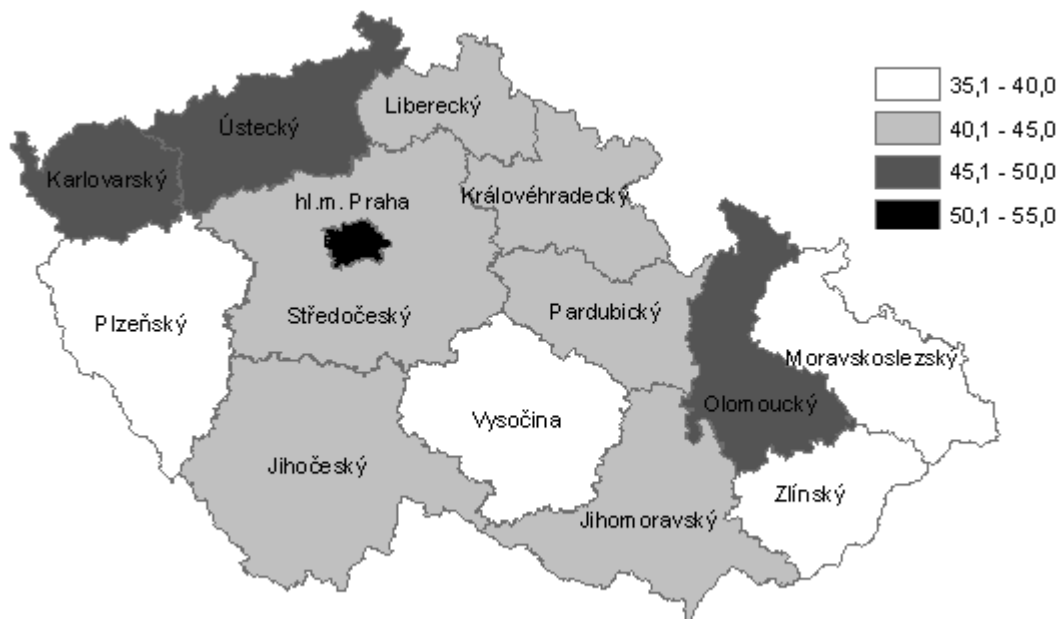 35,1 - 40,0
40,1 - 45,0
45,1 - 50,0
50,1 - 55,0
Liberecký
Ústecký
Karlovarský
Královéhradecký
hl.m. Praha
Plzeňský
Středočeský
Pardubický
Moravskoslezský
Olomoucký
Vysočina
Jihočeský
Zlínský
Jihomoravský